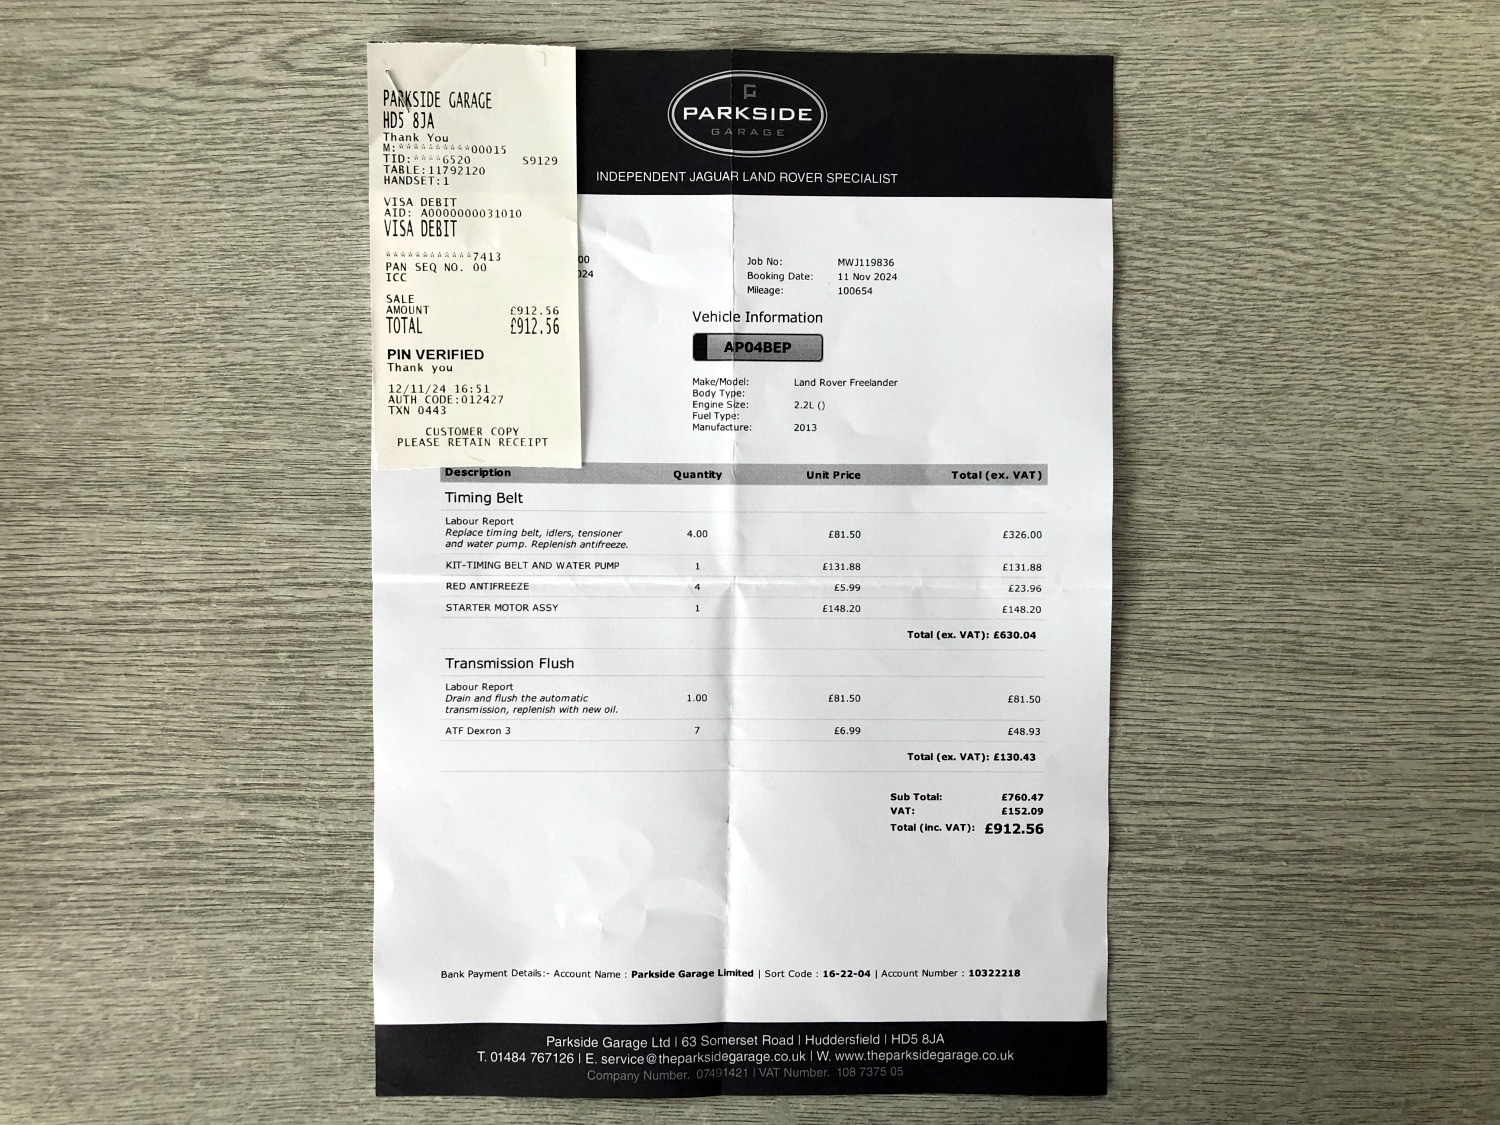 PARKSIDE GARAGE
HD5 8JA
Thank You
M:**********00015
TID:****6520 S9129
TABLE:11792120
HANDSET:1
VISA DEBIT
AID: A0000000031010
VISA DEBIT
************7413
PAN SEQ NO. 00
ICC
SALE
AMOUNT £912.56
TOTAL £912.56
PIN VERIFIED
Thank you
12/11/24 16:51
AUTH CODE:012427
TXN 0443
CUSTOMER COPY
PLEASE RETAIN RECEIPT
PARKSIDE
GARAGE
INDEPENDENT JAGUAR LAND ROVER SPECIALIST
00
024
Job No: MWJ119836
Booking Date: 11 Nov 2024
Mileage: 100654
Vehicle Information
AP04BEP
Make/Model: Land Rover Freelander
Body Type:
Engine Size: 2.2L ()
Fuel Type:
Manufacture: 2013
Description Quantity Unit Price Total (ex. VAT)
Timing Belt
Labour Report
Replace timing belt, idlers, tensioner 4.00 £81.50 £326.00
and water pump. Replenish antifreeze.
KIT-TIMING BELT AND WATER PUMP 1 £131.88 £131.88
RED ANTIFREEZE 4 £5.99 £23.96
STARTER MOTOR ASSY 1 £148.20 £148.20
Total (ex. VAT): £630.04
Transmission Flush
Labour Report
Drain and flush the automatic 1.00 £81.50 £81.50
transmission, replenish with new oil.
ATF Dexron 3 7 £6.99 £48.93
Total (ex. VAT): £130.43
Sub Total: £760.47
VAT: £152.09
Total (inc. VAT): £912.56
Bank Payment Details:- Account Name : Parkside Garage Limited | Sort Code : 16-22-04 | Account Number : 10322218
Parkside Garage Ltd | 63 Somerset Road | Huddersfield | HD5 8JA
T. 01484 767126 | E. service@theparksidegarage.co.uk | W. www.theparksidegarage.co.uk
Company Number. 07491421 | VAT Number. 108 7375 05